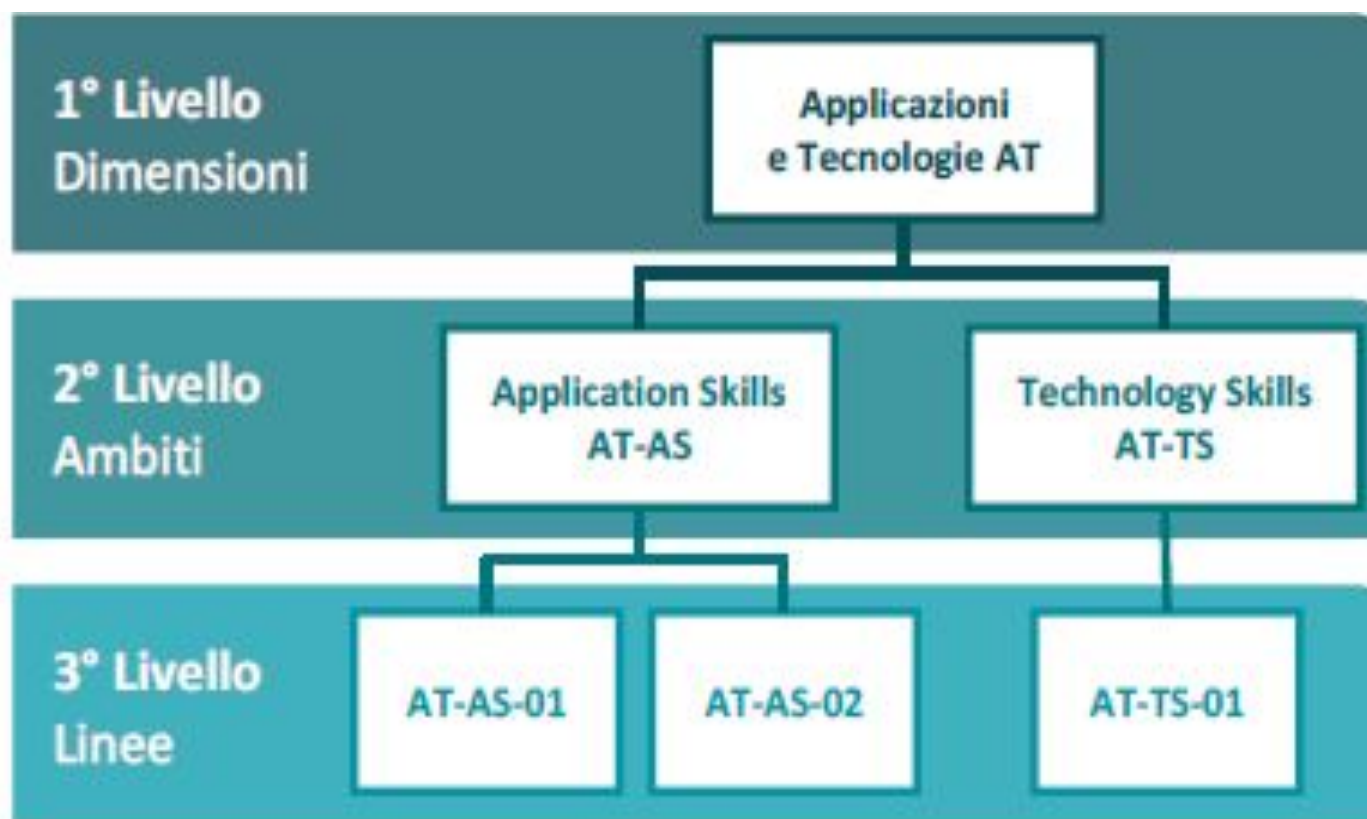 1° Livello
Dimensioni
Applicazioni
e Tecnologie AT
2° Livello
Ambiti
Application Skills
AT-AS
Technology Skills
AT-TS
3° Livello
Linee
AT-AS-01
AT-AS-02
AT-TS-01